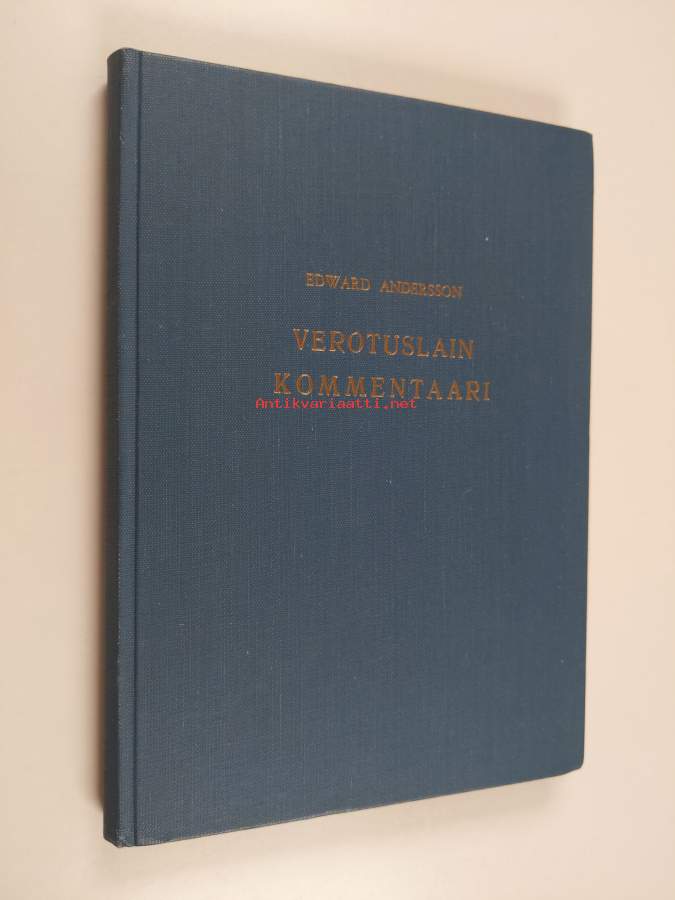 EDWARD ANDERSSON
VEROTUSLAIN
KOMMENTAARI
Antikvariaatti.net